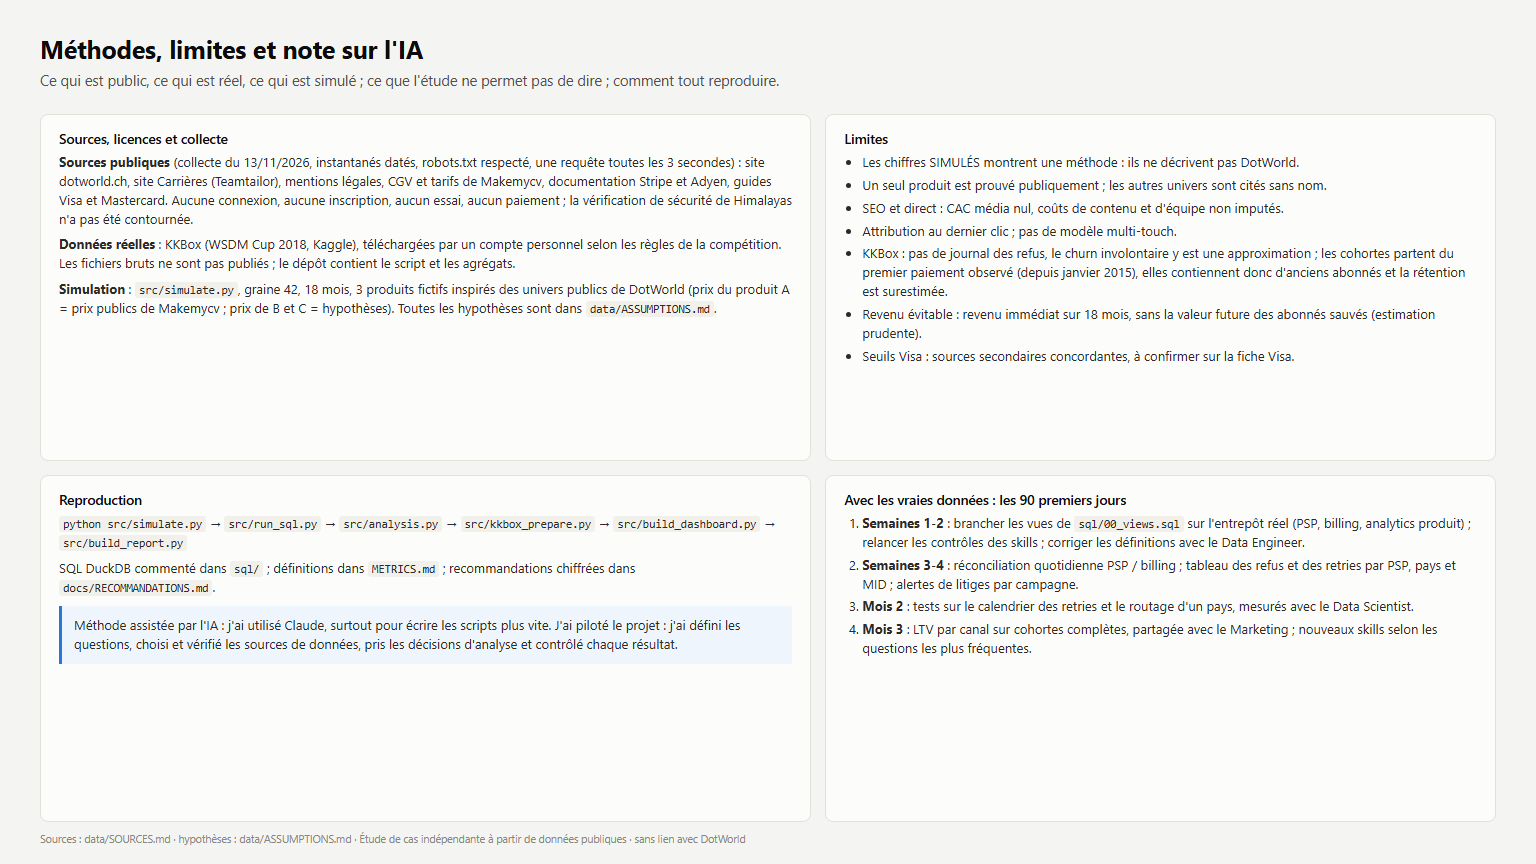 Méthodes, limites et note sur l'IA
Ce qui est public, ce qui est réel, ce qui est simulé ; ce que l'étude ne permet pas de dire ; comment tout reproduire.
Sources, licences et collecte
Sources publiques (collecte du 13/11/2026, instantanés datés, robots.txt respecté, une requête toutes les 3 secondes) : site
dotworld.ch, site Carrières (Teamtailor), mentions légales, CGV et tarifs de Makemycv, documentation Stripe et Adyen, guides
Visa et Mastercard. Aucune connexion, aucune inscription, aucun essai, aucun paiement ; la vérification de sécurité de Himalayas
n'a pas été contournée.
Données réelles : KKBox (WSDM Cup 2018, Kaggle), téléchargées par un compte personnel selon les règles de la compétition.
Les fichiers bruts ne sont pas publiés ; le dépôt contient le script et les agrégats.
Simulation : src/simulate.py, graine 42, 18 mois, 3 produits fictifs inspirés des univers publics de DotWorld (prix du produit A
= prix publics de Makemycv ; prix de B et C = hypothèses). Toutes les hypothèses sont dans data/ASSUMPTIONS.md.
Limites
• Les chiffres SIMULÉS montrent une méthode : ils ne décrivent pas DotWorld.
• Un seul produit est prouvé publiquement ; les autres univers sont cités sans nom.
• SEO et direct : CAC média nul, coûts de contenu et d'équipe non imputés.
• Attribution au dernier clic ; pas de modèle multi-touch.
• KKBox : pas de journal des refus, le churn involontaire y est une approximation ; les cohortes partent du
premier paiement observé (depuis janvier 2015), elles contiennent donc d'anciens abonnés et la rétention
est surestimée.
• Revenu évitable : revenu immédiat sur 18 mois, sans la valeur future des abonnés sauvés (estimation
prudente).
• Seuils Visa : sources secondaires concordantes, à confirmer sur la fiche Visa.
Reproduction
python src/simulate.py → src/run_sql.py → src/analysis.py → src/kkbox_prepare.py → src/build_dashboard.py →
src/build_report.py
SQL DuckDB commenté dans sql/ ; définitions dans METRICS.md ; recommandations chiffrées dans
docs/RECOMMANDATIONS.md.
Méthode assistée par l'IA : j'ai utilisé Claude, surtout pour écrire les scripts plus vite. J'ai piloté le projet : j'ai défini les
questions, choisi et vérifié les sources de données, pris les décisions d'analyse et contrôlé chaque résultat.
Avec les vraies données : les 90 premiers jours
1. Semaines 1-2 : brancher les vues de sql/00_views.sql sur l'entrepôt réel (PSP, billing, analytics produit) ;
relancer les contrôles des skills ; corriger les définitions avec le Data Engineer.
2. Semaines 3-4 : réconciliation quotidienne PSP / billing ; tableau des refus et des retries par PSP, pays et
MID ; alertes de litiges par campagne.
3. Mois 2 : tests sur le calendrier des retries et le routage d'un pays, mesurés avec le Data Scientist.
4. Mois 3 : LTV par canal sur cohortes complètes, partagée avec le Marketing ; nouveaux skills selon les
questions les plus fréquentes.
Sources : data/SOURCES.md · hypothèses : data/ASSUMPTIONS.md · Étude de cas indépendante à partir de données publiques · sans lien avec DotWorld